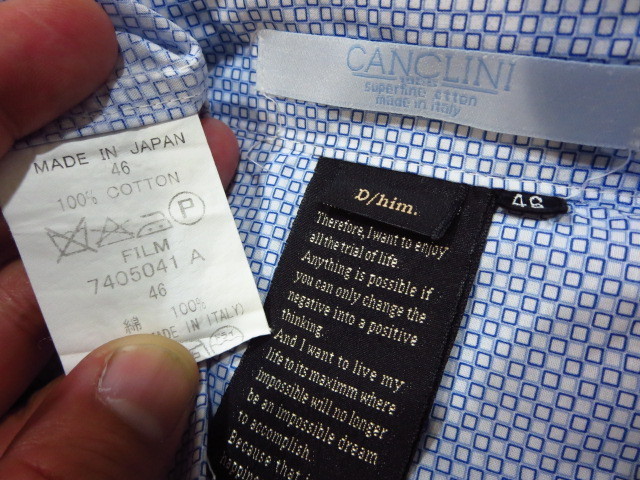 CANCLINI
superfine
made in italy
MADE IN JAPAN
46
100% COTTON
P
FILM
7405041 A
46
綿 100%
MADE IN ITALY)
D/him.
46
Therefore, I want to enjoy
all the trial of life.
Anything is possible if
you can only change the
negative into a positive
thinking.
And I want to live my
life to its maximm where
impossible will no longer
be an impossible dream
to accomplish.
Because that